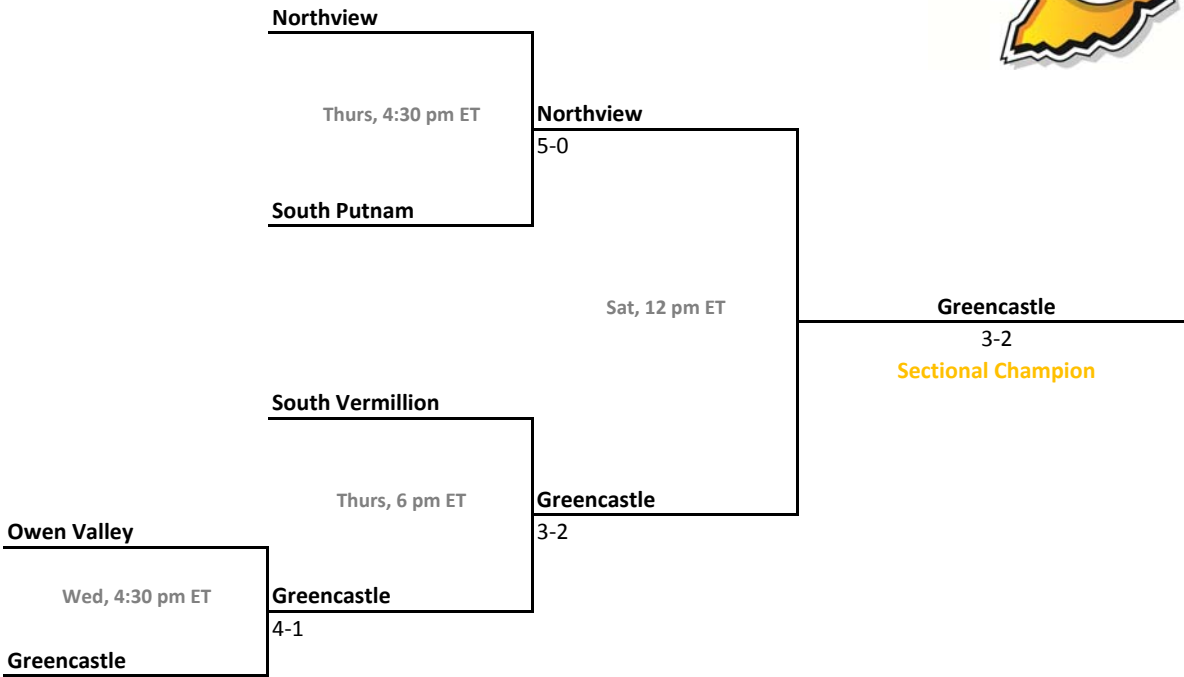 Northview
Thurs, 4:30 pm ET
Northview
5-0
South Putnam
Sat, 12 pm ET
Greencastle
3-2
Sectional Champion
South Vermillion
Thurs, 6 pm ET
Greencastle
3-2
Owen Valley
Wed, 4:30 pm ET
Greencastle
4-1
Greencastle